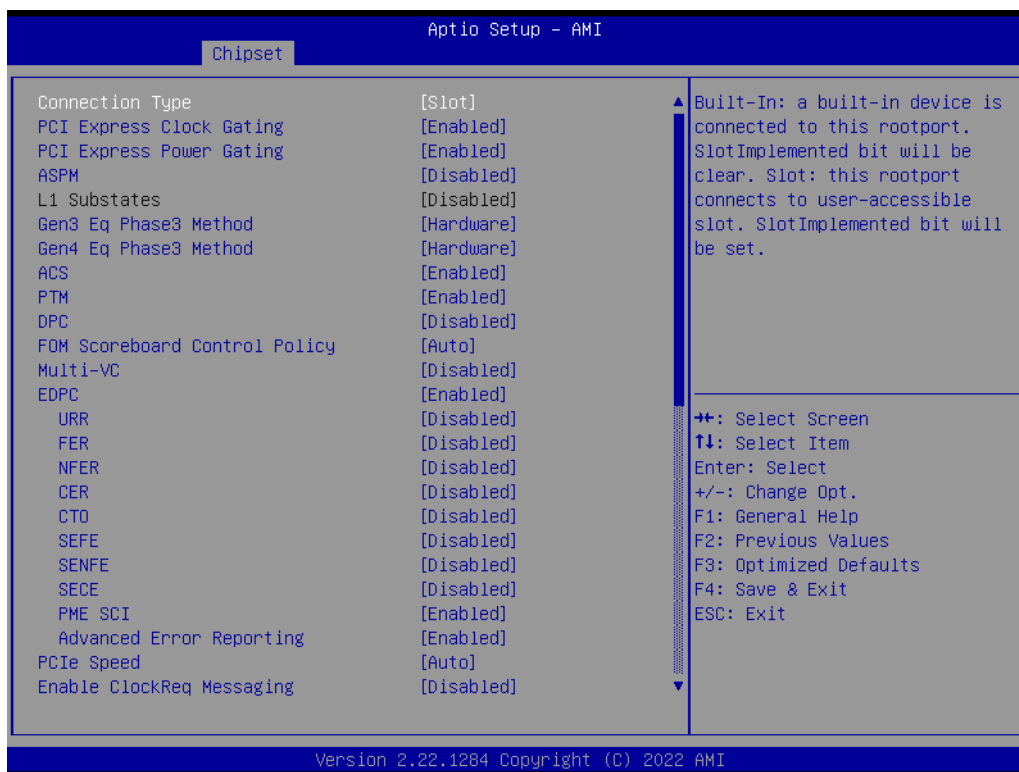 Aptio Setup – AMI
Chipset
Connection Type [Slot]
PCI Express Clock Gating [Enabled]
PCI Express Power Gating [Enabled]
ASPM [Disabled]
L1 Substates [Disabled]
Gen3 Eq Phase3 Method [Hardware]
Gen4 Eq Phase3 Method [Hardware]
ACS [Enabled]
PTM [Enabled]
DPC [Disabled]
FOM Scoreboard Control Policy [Auto]
Multi-VC [Disabled]
EDPC [Enabled]
URR [Disabled]
FER [Disabled]
NFER [Disabled]
CER [Disabled]
CTO [Disabled]
SEFE [Disabled]
SENFE [Disabled]
SECE [Disabled]
PME SCI [Enabled]
Advanced Error Reporting [Enabled]
PCIe Speed [Auto]
Enable ClockReq Messaging [Disabled]
Built-In: a built-in device is
connected to this rootport.
SlotImplemented bit will be
clear. Slot: this rootport
connects to user-accessible
slot. SlotImplemented bit will
be set.
→←: Select Screen
↑↓: Select Item
Enter: Select
+/-: Change Opt.
F1: General Help
F2: Previous Values
F3: Optimized Defaults
F4: Save & Exit
ESC: Exit
Version 2.22.1284 Copyright (C) 2022 AMI